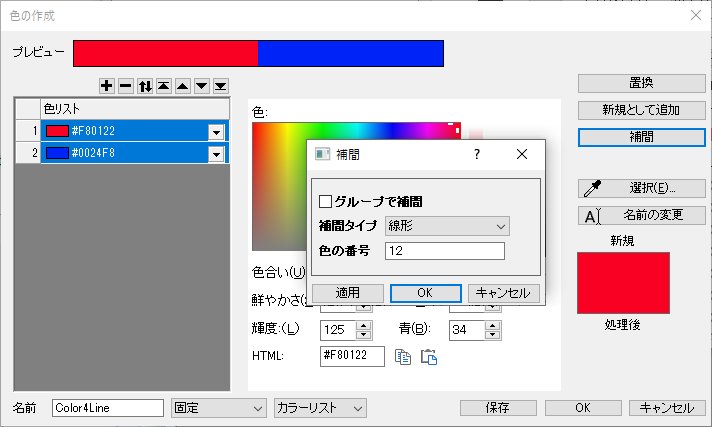 色の作成
プレビュー
色リスト
1 #F80122
2 #0024F8
色:
補間 ?
グループで補間
補間タイプ 線形
色の番号 12
適用 OK キャンセル
色合い(U)
鮮やかさ(
輝度:(L) 125 青(B): 34
HTML: #F80122
置換
新規として追加
補間
選択(E)...
名前の変更
新規
処理後
名前 Color4Line 固定 カラーリスト 保存 OK キャンセル